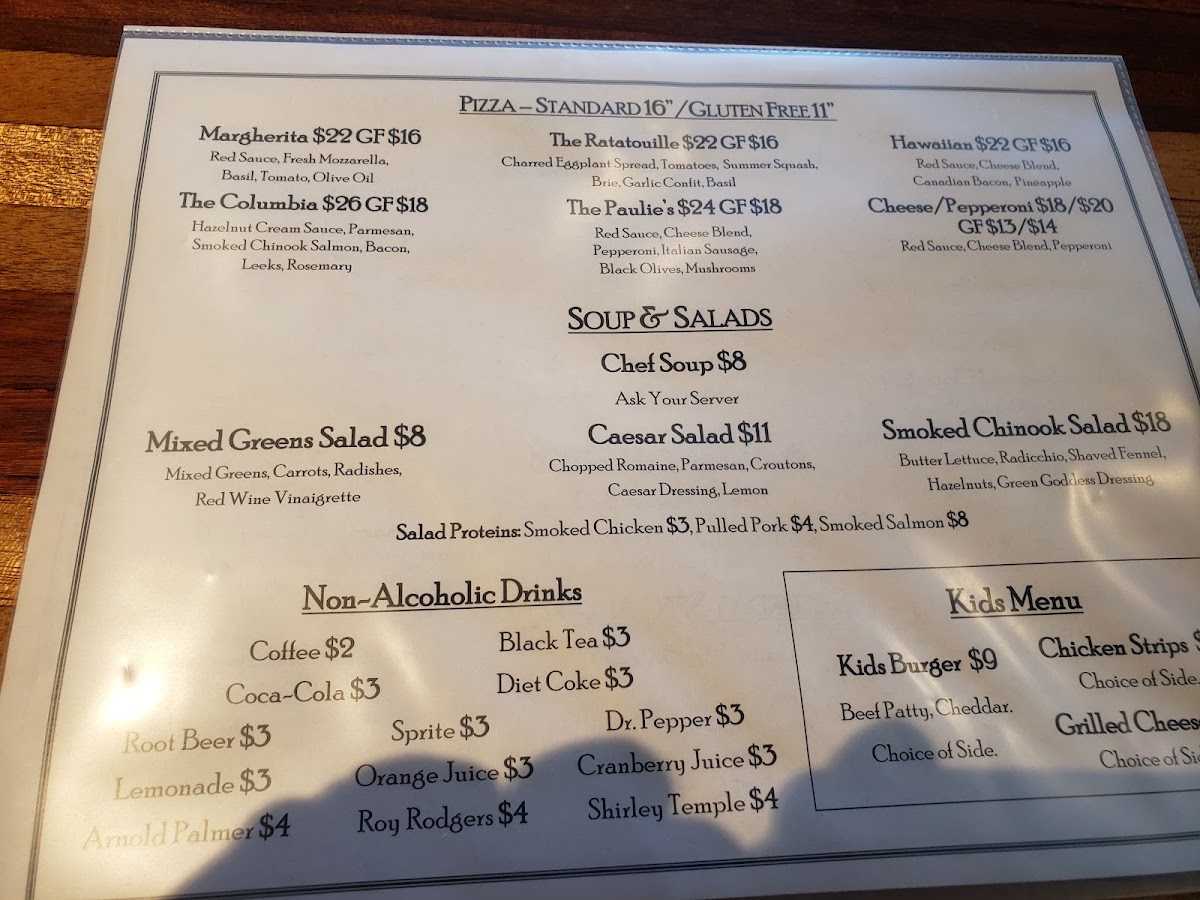 PIZZA – STANDARD 16” / GLUTEN FREE 11”
Margherita $22 GF $16
Red Sauce, Fresh Mozzarella,
Basil, Tomato, Olive Oil
The Ratatouille $22 GF $16
Charred Eggplant Spread, Tomatoes, Summer Squash,
Brie, Garlic Confit, Basil
Hawaiian $22 GF $16
Red Sauce, Cheese Blend,
Canadian Bacon, Pineapple
The Columbia $26 GF $18
Hazelnut Cream Sauce, Parmesan,
Smoked Chinook Salmon, Bacon,
Leeks, Rosemary
The Paulie's $24 GF $18
Red Sauce, Cheese Blend,
Pepperoni, Italian Sausage,
Black Olives, Mushrooms
Cheese/Pepperoni $18/$20
GF $13/$14
Red Sauce, Cheese Blend, Pepperoni
SOUP & SALADS
Chef Soup $8
Ask Your Server
Mixed Greens Salad $8
Mixed Greens, Carrots, Radishes,
Red Wine Vinaigrette
Caesar Salad $11
Chopped Romaine, Parmesan, Croutons,
Caesar Dressing, Lemon
Smoked Chinook Salad $18
Butter Lettuce, Radicchio, Shaved Fennel,
Hazelnuts, Green Goddess Dressing
Salad Proteins: Smoked Chicken $3, Pulled Pork $4, Smoked Salmon $8
Non-Alcoholic Drinks
Coffee $2
Black Tea $3
Coca-Cola $3
Diet Coke $3
Root Beer $3
Sprite $3
Dr. Pepper $3
Lemonade $3
Orange Juice $3
Cranberry Juice $3
Arnold Palmer $4
Roy Rodgers $4
Shirley Temple $4
Kids Menu
Kids Burger $9
Beef Patty, Cheddar.
Choice of Side.
Chicken Strips
Choice of Side.
Grilled
Choice of